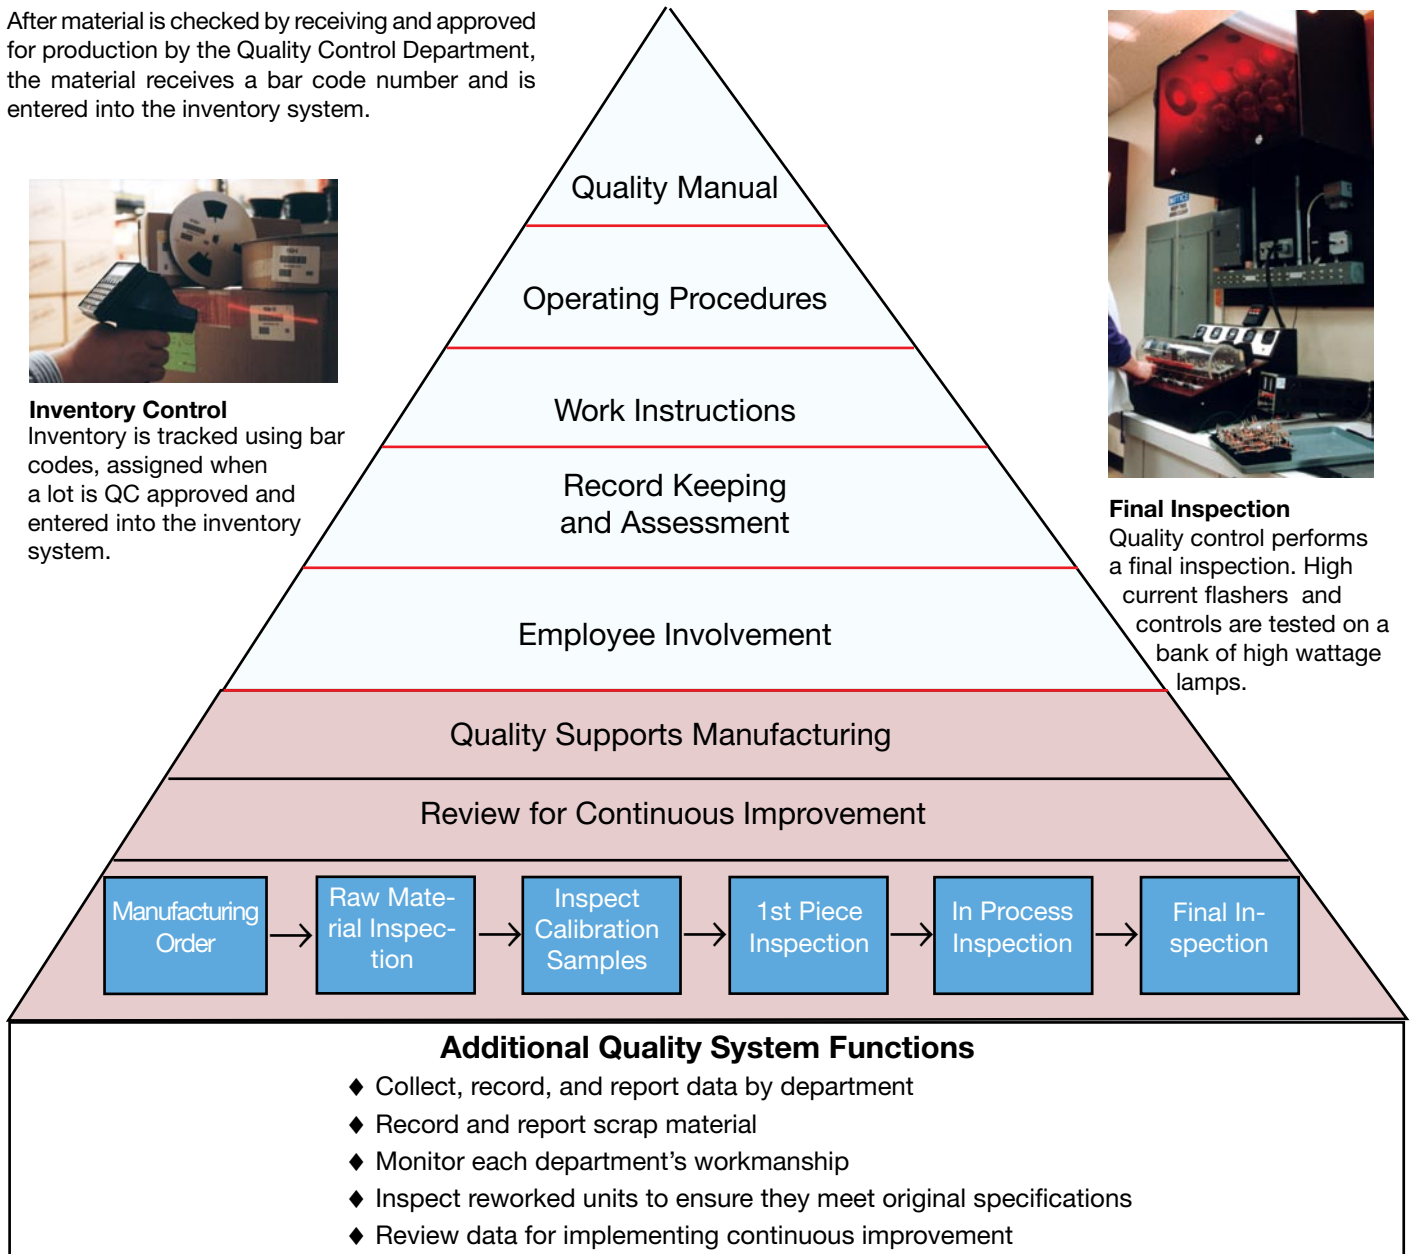 After material is checked by receiving and approved
for production by the Quality Control Department,
the material receives a bar code number and is
entered into the inventory system.
Inventory Control
Inventory is tracked using bar
codes, assigned when
a lot is QC approved and
entered into the inventory
system.
Quality Manual
Operating Procedures
Work Instructions
Record Keeping
and Assessment
Employee Involvement
Final Inspection
Quality control performs
a final inspection. High
current flashers and
controls are tested on a
bank of high wattage
lamps.
Quality Supports Manufacturing
Review for Continuous Improvement
Manufacturing
Order
Raw Mate-
rial Inspec-
tion
Inspect
Calibration
Samples
1st Piece
Inspection
In Process
Inspection
Final In-
spection
Additional Quality System Functions
♦ Collect, record, and report data by department
♦ Record and report scrap material
♦ Monitor each department’s workmanship
♦ Inspect reworked units to ensure they meet original specifications
♦ Review data for implementing continuous improvement